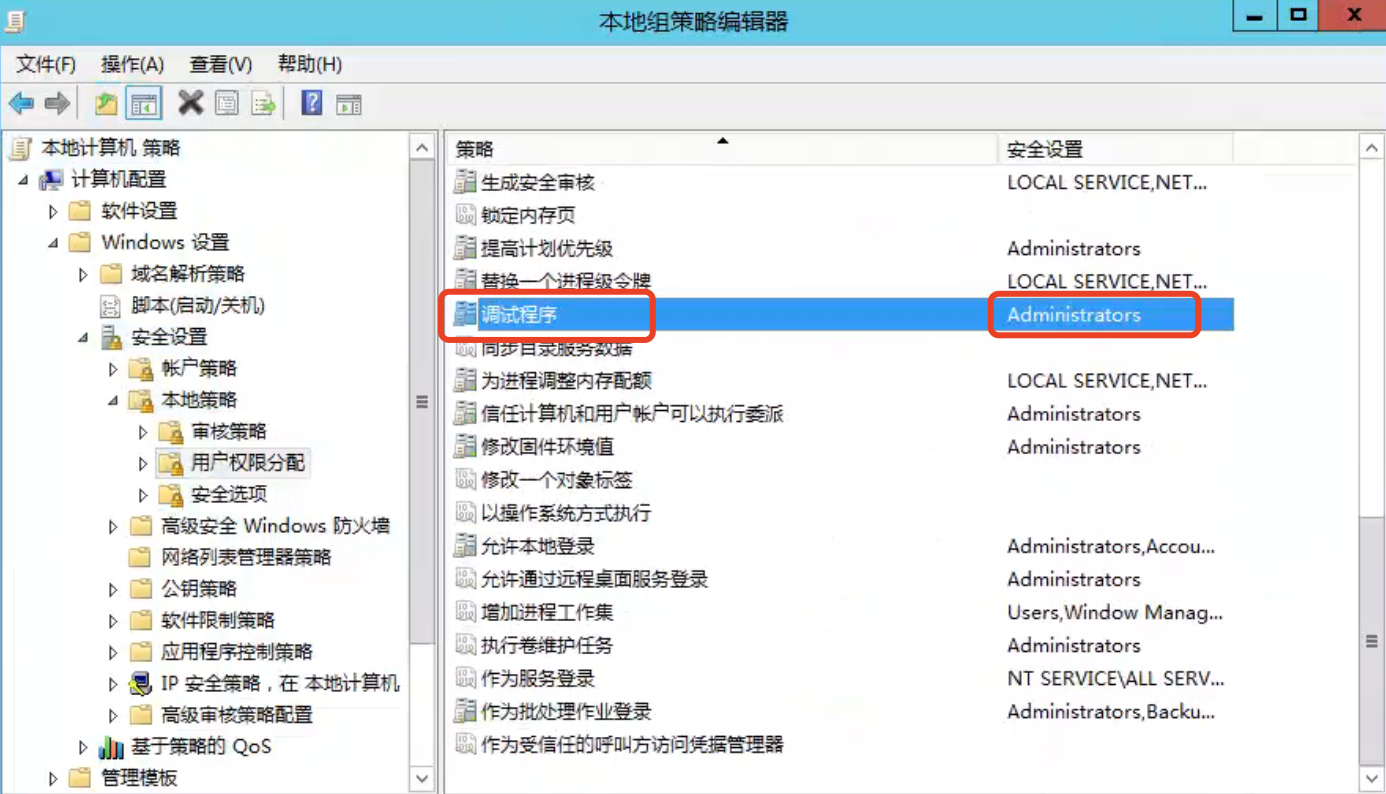 本地组策略编辑器
文件(F) 操作(A) 查看(V) 帮助(H)
本地计算机 策略
计算机配置
软件设置
Windows 设置
域名解析策略
脚本(启动/关机)
安全设置
帐户策略
本地策略
审核策略
用户权限分配
安全选项
高级安全 Windows 防火墙
网络列表管理器策略
公钥策略
软件限制策略
应用程序控制策略
IP 安全策略，在 本地计算机
高级审核策略配置
基于策略的 QoS
管理模板
策略 安全设置
生成安全审核 LOCAL SERVICE,NET...
锁定内存页
提高计划优先级 Administrators
替换一个进程级令牌 LOCAL SERVICE,NET...
调试程序 Administrators
同步目录服务数据
为进程调整内存配额 LOCAL SERVICE,NET...
信任计算机和用户帐户可以执行委派 Administrators
修改固件环境值 Administrators
修改一个对象标签
以操作系统方式执行
允许本地登录 Administrators,Accou...
允许通过远程桌面服务登录 Administrators
增加进程工作集 Users,Window Manag...
执行卷维护任务 Administrators
作为服务登录 NT SERVICE\ALL SERV...
作为批处理作业登录 Administrators,Backu...
作为受信任的呼叫方访问凭据管理器